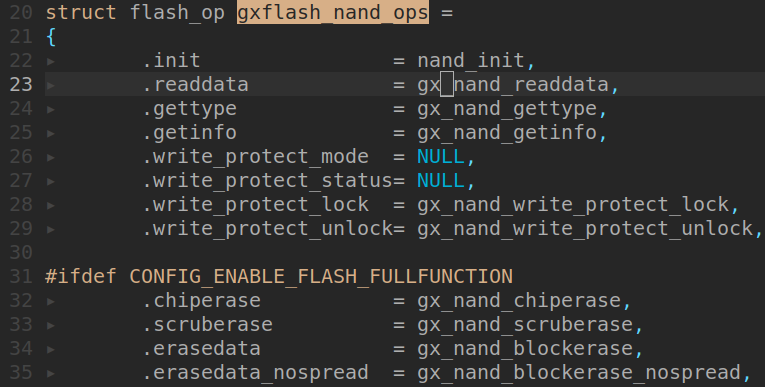 20 struct flash_op gxflash_nand_ops =
21 {
22 ▸ .init = nand_init,
23 ▸ .readdata = gx_nand_readdata,
24 ▸ .gettype = gx_nand_gettype,
25 ▸ .getinfo = gx_nand_getinfo,
26 ▸ .write_protect_mode = NULL,
27 ▸ .write_protect_status= NULL,
28 ▸ .write_protect_lock = gx_nand_write_protect_lock,
29 ▸ .write_protect_unlock= gx_nand_write_protect_unlock,
30
31 #ifdef CONFIG_ENABLE_FLASH_FULLFUNCTION
32 ▸ .chiperase = gx_nand_chiperase,
33 ▸ .scruberase = gx_nand_scruberase,
34 ▸ .erasedata = gx_nand_blockerase,
35 ▸ .erasedata_nospread = gx_nand_blockerase_nospread,